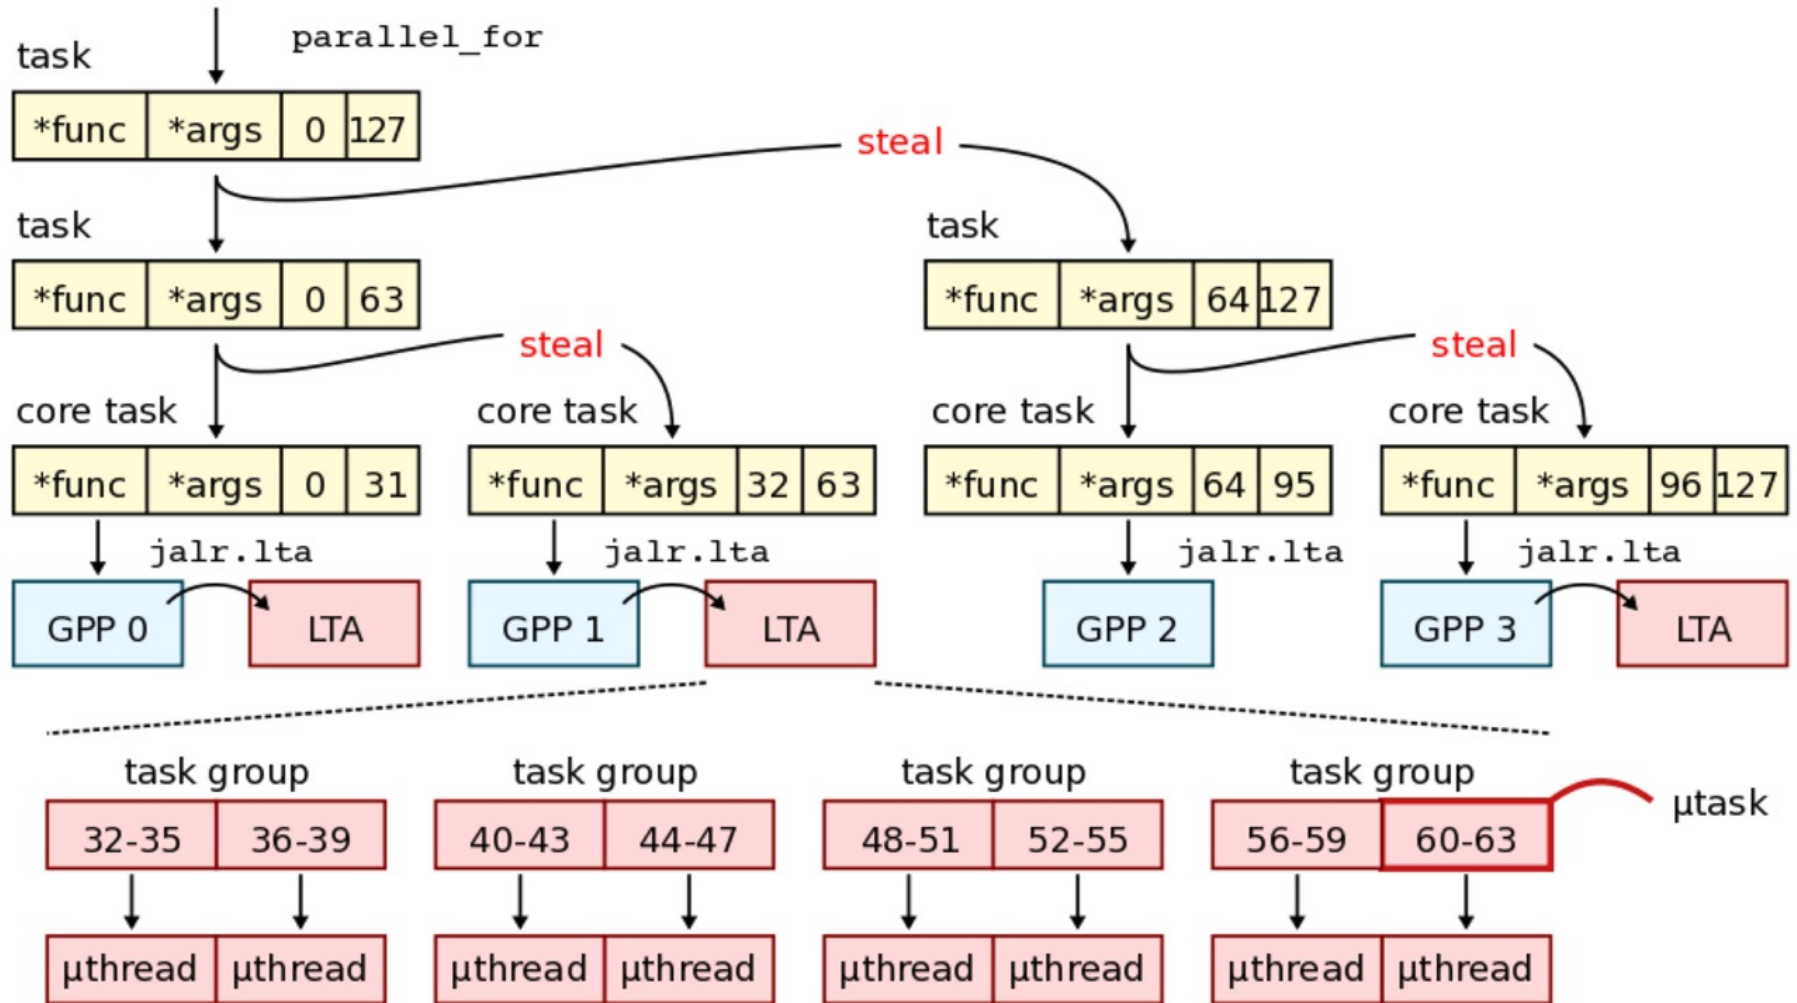 parallel_for
task
*func *args 0 127
steal
task task
*func *args 0 63 *func *args 64 127
steal steal
core task core task core task core task
*func *args 0 31 *func *args 32 63 *func *args 64 95 *func *args 96 127
jalr.lta jalr.lta jalr.lta jalr.lta
GPP 0 LTA GPP 1 LTA GPP 2 GPP 3 LTA
task group task group task group task group
µtask
32-35 36-39 40-43 44-47 48-51 52-55 56-59 60-63
µthread µthread µthread µthread µthread µthread µthread µthread